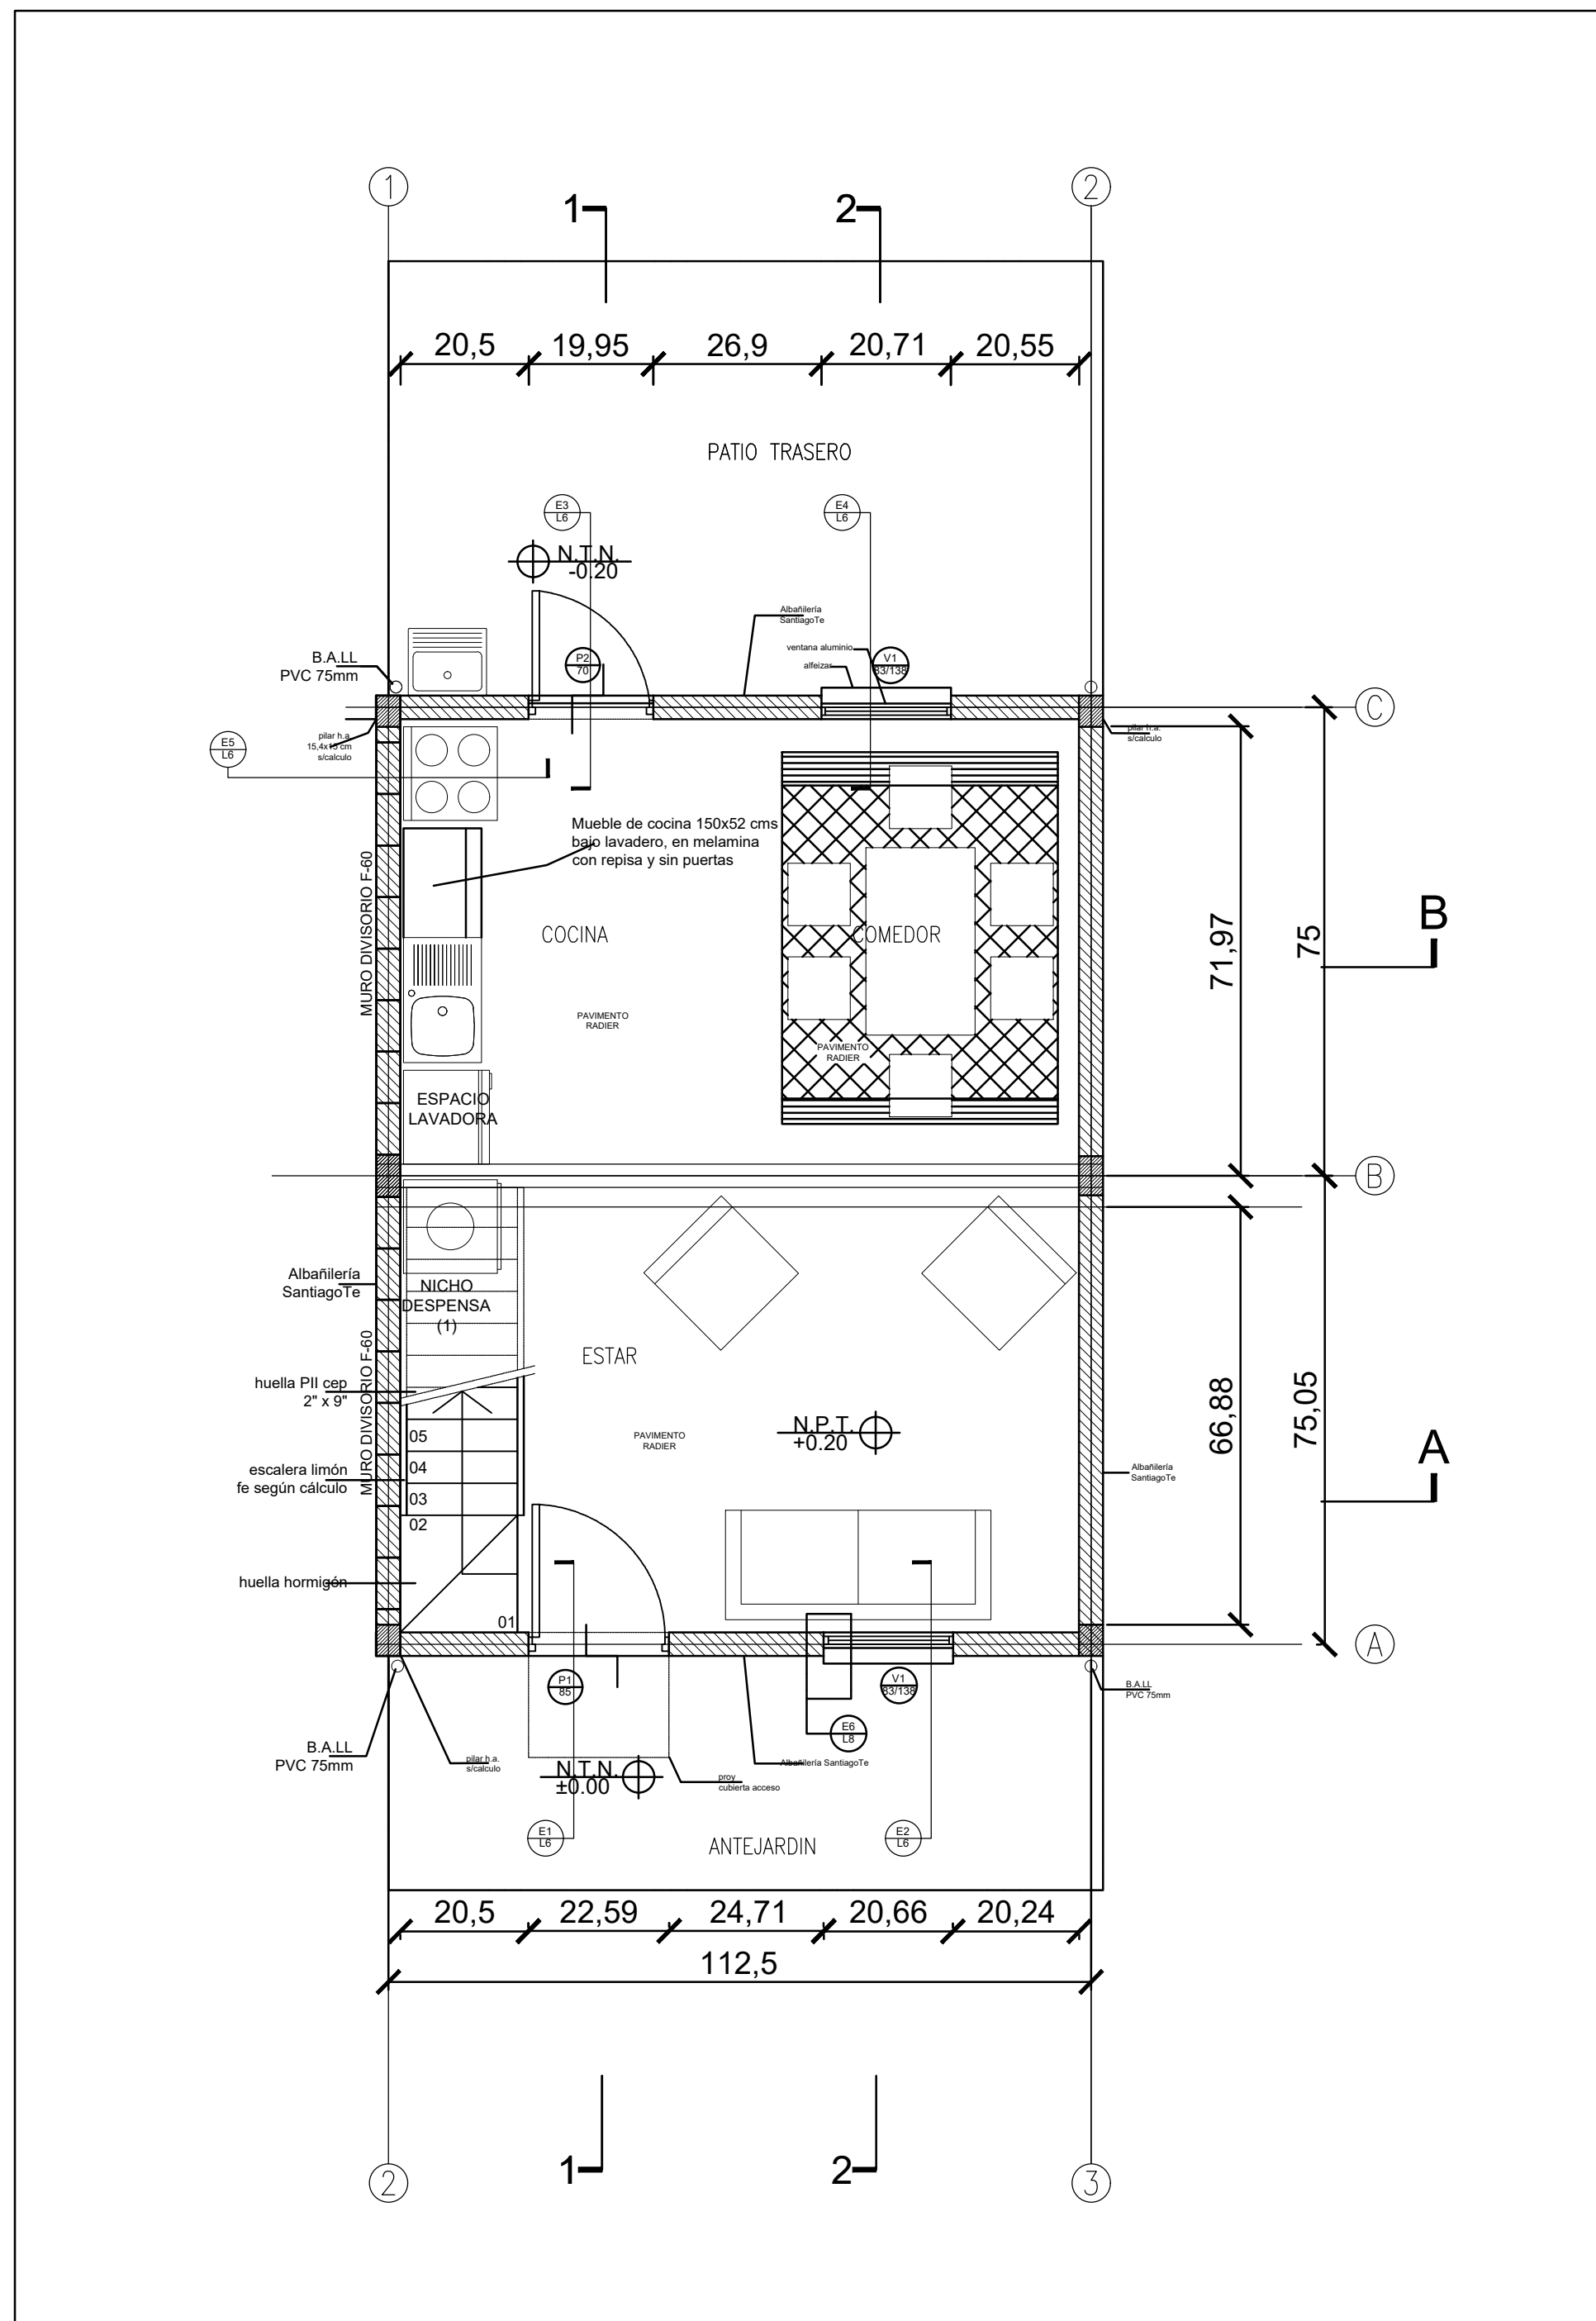 1
2
1
2
20,5
19,95
26,9
20,71
20,55
PATIO TRASERO
E3
L6
E4
L6
N.T.N.
-0.20
Albañilería
SantiagoTe
ventana aluminio
alfeizar
P2
70
V1
83/138
B.A.LL
PVC 75mm
C
E5
L6
pilar h.a
15,4x15 cm
s/calculo
pilar h.a.
s/calculo
Mueble de cocina 150x52 cms
bajo lavadero, en melamina
con repisa y sin puertas
MURO DIVISORIO F-60
COCINA
COMEDOR
71,97
75
B
PAVIMENTO
RADIER
PAVIMENTO
RADIER
ESPACIO
LAVADORA
B
Albañilería
SantiagoTe
NICHO
DESPENSA
(1)
ESTAR
MURO DIVISORIO F-60
huella PII cep
2" x 9"
N.P.T.
+0.20
PAVIMENTO
RADIER
66,88
75,05
A
05
04
03
02
01
escalera limón
fe según cálculo
Albañilería
SantiagoTe
huella hormigón
A
P1
85
V1
83/138
B.A.LL
PVC 75mm
E6
L8
B.A.LL
PVC 75mm
pilar h.a.
s/calculo
Albañilería SantiagoTe
N.T.N.
±0.00
proy
cubierta acceso
E1
L6
E2
L6
ANTEJARDIN
20,5
22,59
24,71
20,66
20,24
112,5
1
2
2
3